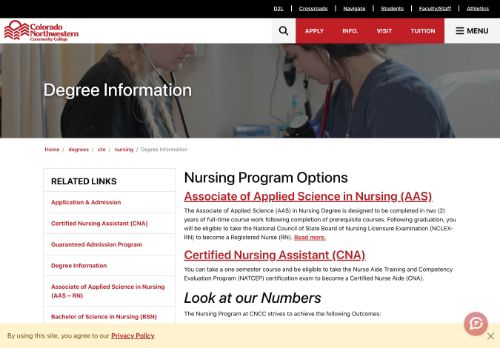 D2L | Crossroads | Navigate | Students | Faculty/Staff | Athletics
Colorado
Northwestern
Community College
APPLY INFO. VISIT TUITION MENU
Degree Information
Home / degrees / cte / nursing / Degree Information
RELATED LINKS
Application & Admission
Certified Nursing Assistant (CNA)
Guaranteed Admission Program
Degree Information
Associate of Applied Science in Nursing
(AAS – RN)
Bachelor of Science in Nursing (BSN)
Nursing Program Options
Associate of Applied Science in Nursing (AAS)
The Associate of Applied Science (AAS) in Nursing Degree is designed to be completed in two (2)
years of full-time course work following completion of prerequisite courses. Following graduation, you
will be eligible to take the National Council of State Board of Nursing Licensure Examination (NCLEX-
RN) to become a Registered Nurse (RN). Read more.
Certified Nursing Assistant (CNA)
You can take a one semester course and be eligible to take the Nurse Aide Training and Competency
Evaluation Program (NATCEP) certification exam to become a Certified Nurse Aide (CNA).
Look at our Numbers
The Nursing Program at CNCC strives to achieve the following Outcomes:
By using this site, you agree to our Privacy Policy